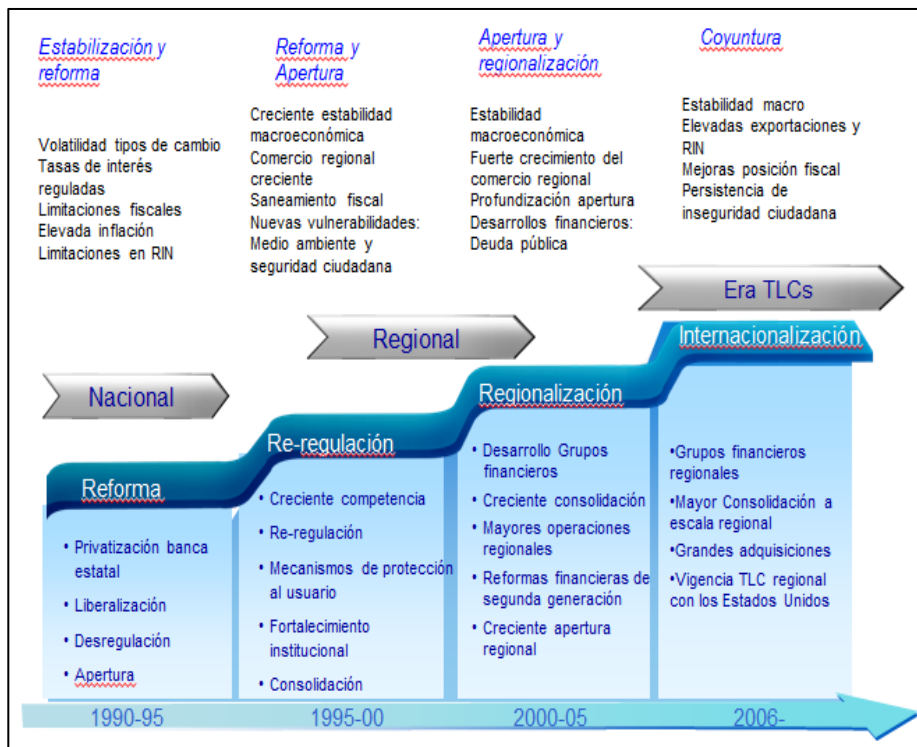 Estabilización y
reforma
Volatilidad tipos de cambio
Tasas de interés
reguladas
Limitaciones fiscales
Elevada inflación
Limitaciones en RIN
Reforma y
Apertura
Creciente estabilidad
macroeconómica
Comercio regional
creciente
Saneamiento fiscal
Nuevas vulnerabilidades:
Medio ambiente y
seguridad ciudadana
Apertura y
regionalización
Estabilidad
macroeconómica
Fuerte crecimiento del
comercio regional
Profundización apertura
Desarrollos financieros:
Deuda pública
Coyuntura
Estabilidad macro
Elevadas exportaciones y
RIN
Mejoras posición fiscal
Persistencia de
inseguridad ciudadana
Nacional
Regional
Era TLCs
Reforma
• Privatización banca
estatal
• Liberalización
• Desregulación
• Apertura
1990-95
Re-regulación
• Creciente competencia
• Re-regulación
• Mecanismos de protección
al usuario
• Fortalecimiento
institucional
• Consolidación
1995-00
Regionalización
• Desarrollo Grupos
financieros
• Creciente consolidación
• Mayores operaciones
regionales
• Reformas financieras de
segunda generación
• Creciente apertura
regional
2000-05
Internacionalización
•Grupos financieros
regionales
•Mayor Consolidación a
escala regional
•Grandes adquisiciones
•Vigencia TLC regional
con los Estados Unidos
2006-